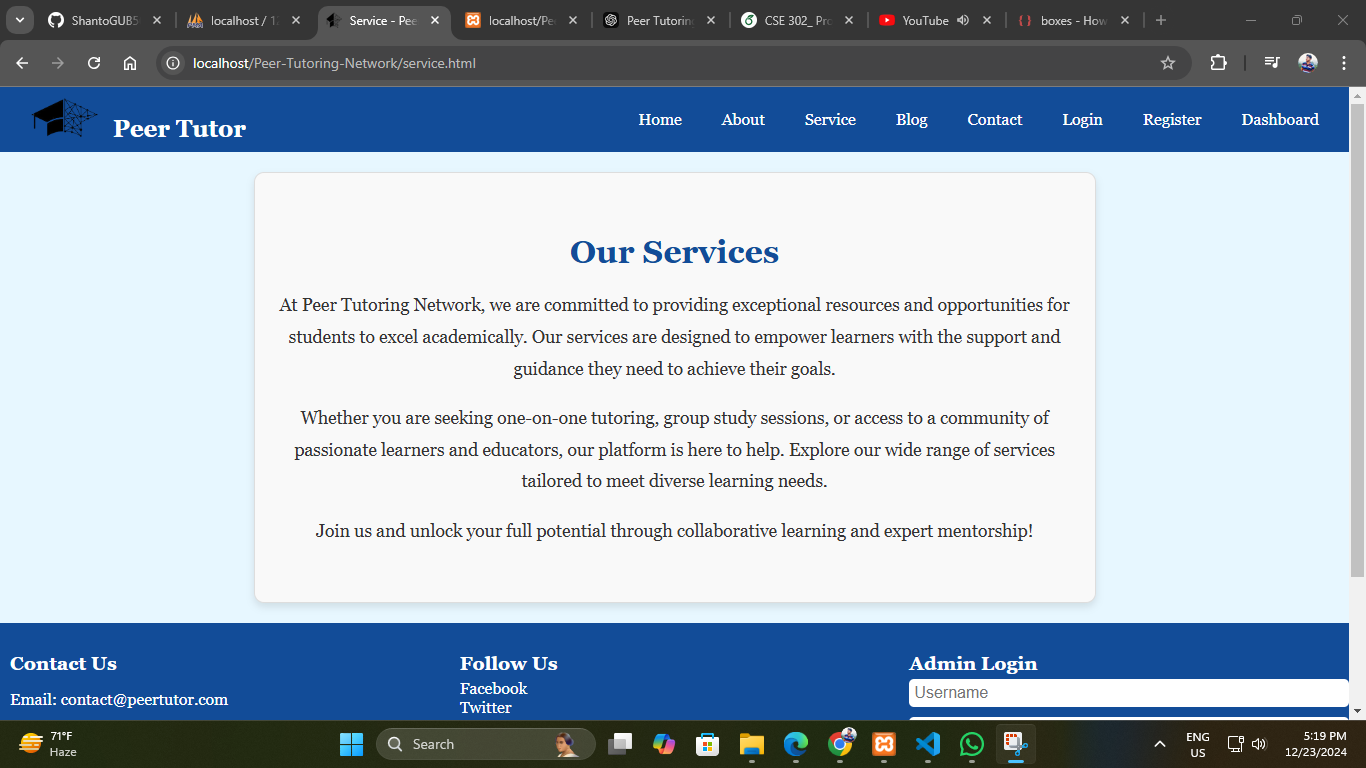 ShantoGUB5
localhost / 12
Service - Pee
localhost/Pee
Peer Tutoring
CSE 302_ Pro
YouTube
boxes - How
localhost/Peer-Tutoring-Network/service.html
Peer Tutor
Home About Service Blog Contact Login Register Dashboard
Our Services
At Peer Tutoring Network, we are committed to providing exceptional resources and opportunities for
students to excel academically. Our services are designed to empower learners with the support and
guidance they need to achieve their goals.
Whether you are seeking one-on-one tutoring, group study sessions, or access to a community of
passionate learners and educators, our platform is here to help. Explore our wide range of services
tailored to meet diverse learning needs.
Join us and unlock your full potential through collaborative learning and expert mentorship!
Contact Us
Email: contact@peertutor.com
Follow Us
Facebook
Twitter
Admin Login
Username
71°F
Haze
Search
ENG
US
5:19 PM
12/23/2024